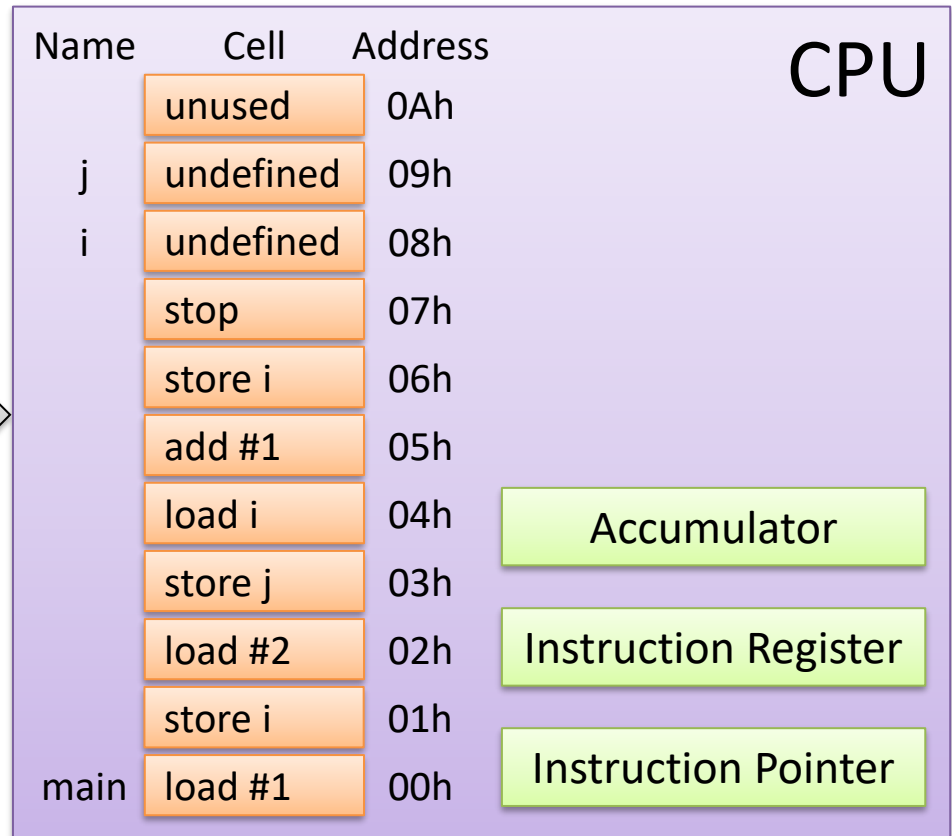 Name Cell Address
CPU
unused 0Ah
j undefined 09h
i undefined 08h
stop 07h
store i 06h
add #1 05h
load i 04h
Accumulator
store j 03h
load #2 02h
Instruction Register
store i 01h
Instruction Pointer
main load #1 00h